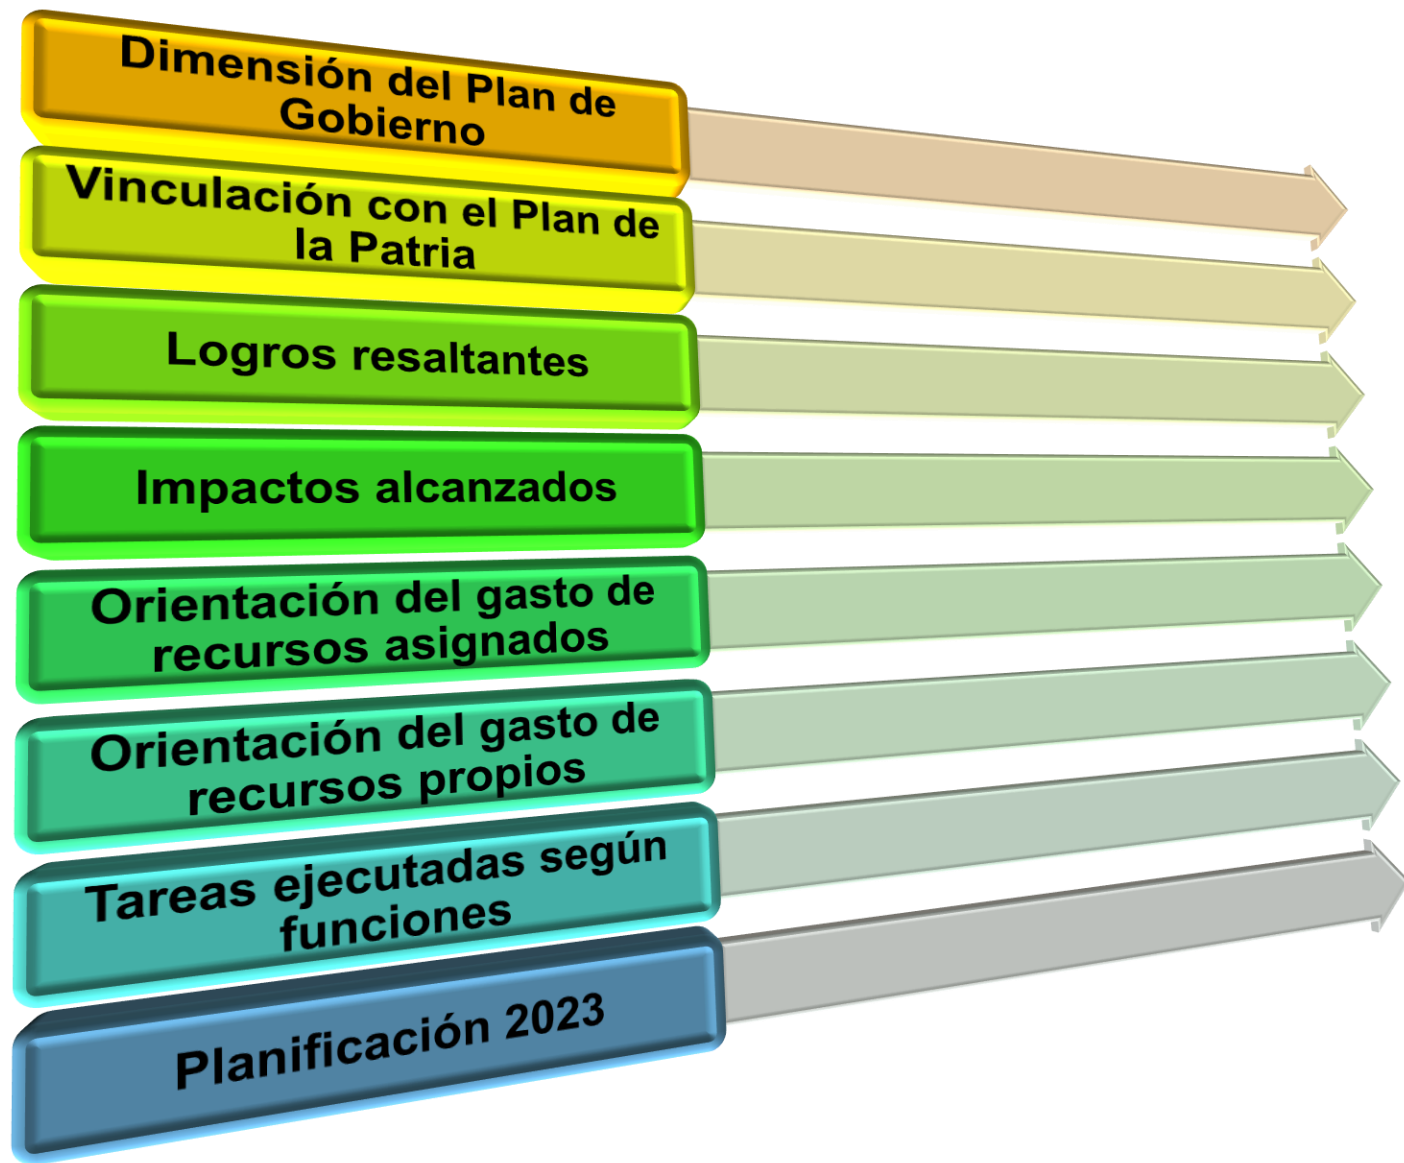 Dimensión del Plan de
Gobierno
Vinculación con el Plan de
la Patria
Logros resaltantes
Impactos alcanzados
Orientación del gasto de
recursos asignados
Orientación del gasto de
recursos propios
Tareas ejecutadas según
funciones
Planificación 2023